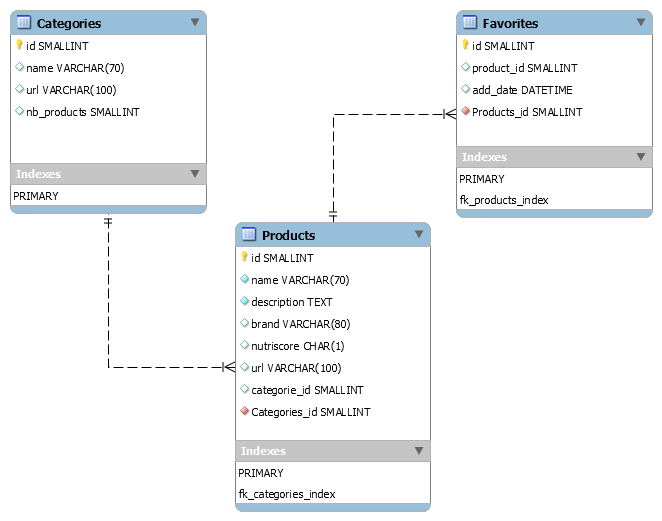 Categories
id SMALLINT
name VARCHAR(70)
url VARCHAR(100)
nb_products SMALLINT
Indexes
PRIMARY
Favorites
id SMALLINT
product_id SMALLINT
add_date DATETIME
Products_id SMALLINT
Indexes
PRIMARY
fk_products_index
Products
id SMALLINT
name VARCHAR(70)
description TEXT
brand VARCHAR(80)
nutriscore CHAR(1)
url VARCHAR(100)
categorie_id SMALLINT
Categories_id SMALLINT
Indexes
PRIMARY
fk_categories_index